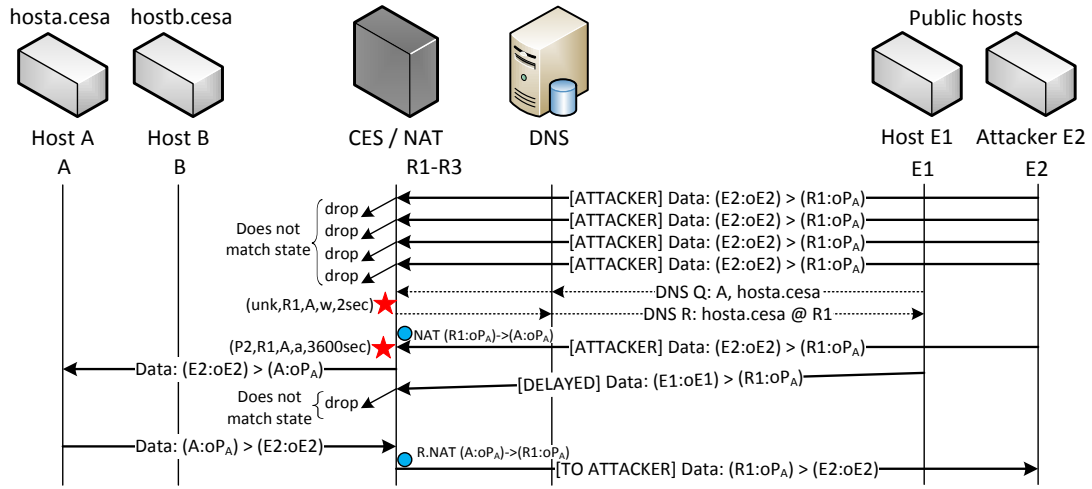 hosta.cesa hostb.cesa Public hosts
Host A Host B CES / NAT DNS Host E1 Attacker E2
A B R1-R3 E1 E2
[ATTACKER] Data: (E2:oE2) > (R1:oPA)
drop
[ATTACKER] Data: (E2:oE2) > (R1:oPA)
drop
Does not
match state
[ATTACKER] Data: (E2:oE2) > (R1:oPA)
drop
[ATTACKER] Data: (E2:oE2) > (R1:oPA)
drop
DNS Q: A, hosta.cesa
(unk,R1,A,w,2sec)
DNS R: hosta.cesa @ R1
NAT (R1:oPA)->(A:oPA)
(P2,R1,A,a,3600sec)
[ATTACKER] Data: (E2:oE2) > (R1:oPA)
Data: (E2:oE2) > (A:oPA)
[DELAYED] Data: (E1:oE1) > (R1:oPA)
Does not
match state
drop
Data: (A:oPA) > (E2:oE2)
R.NAT (A:oPA)->(R1:oPA)
[TO ATTACKER] Data: (R1:oPA) > (E2:oE2)